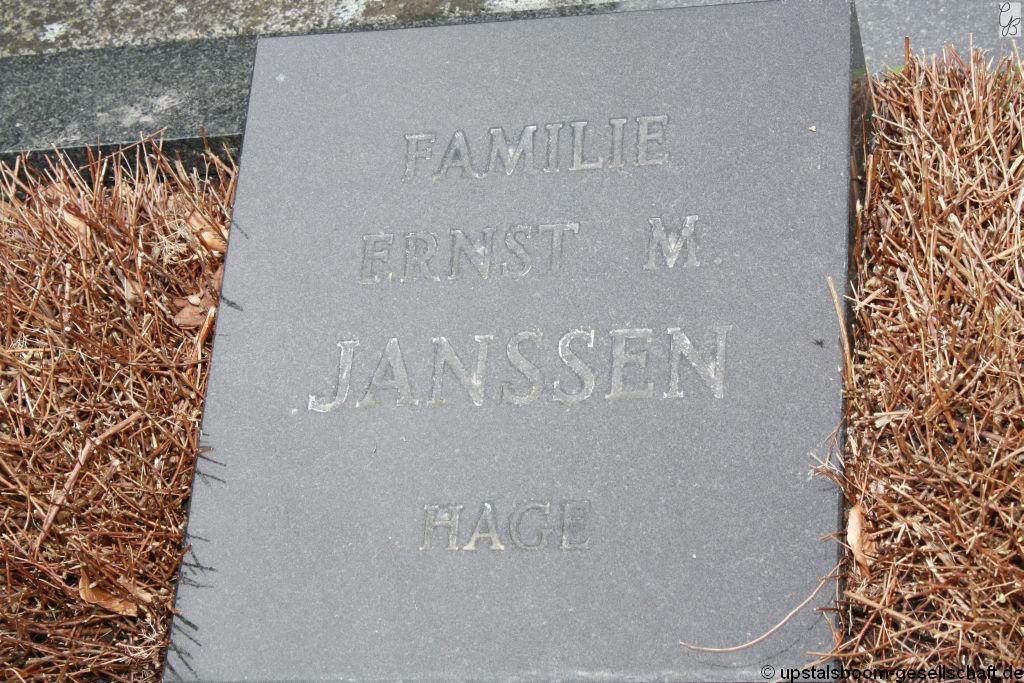 FAMILIE
ERNST M.
JANSSEN
HAGE
© upstalsboom-gesellschaft.de